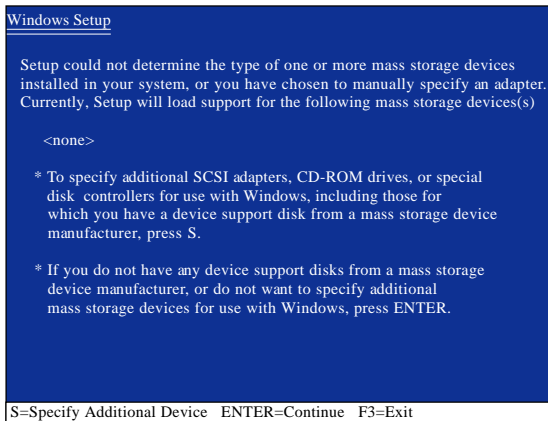 Windows Setup
Setup could not determine the type of one or more mass storage devices
installed in your system, or you have chosen to manually specify an adapter.
Currently, Setup will load support for the following mass storage devices(s)
<none>
* To specify additional SCSI adapters, CD-ROM drives, or special
disk controllers for use with Windows, including those for
which you have a device support disk from a mass storage device
manufacturer, press S.
* If you do not have any device support disks from a mass storage
device manufacturer, or do not want to specify additional
mass storage devices for use with Windows, press ENTER.
S=Specify Additional Device ENTER=Continue F3=Exit